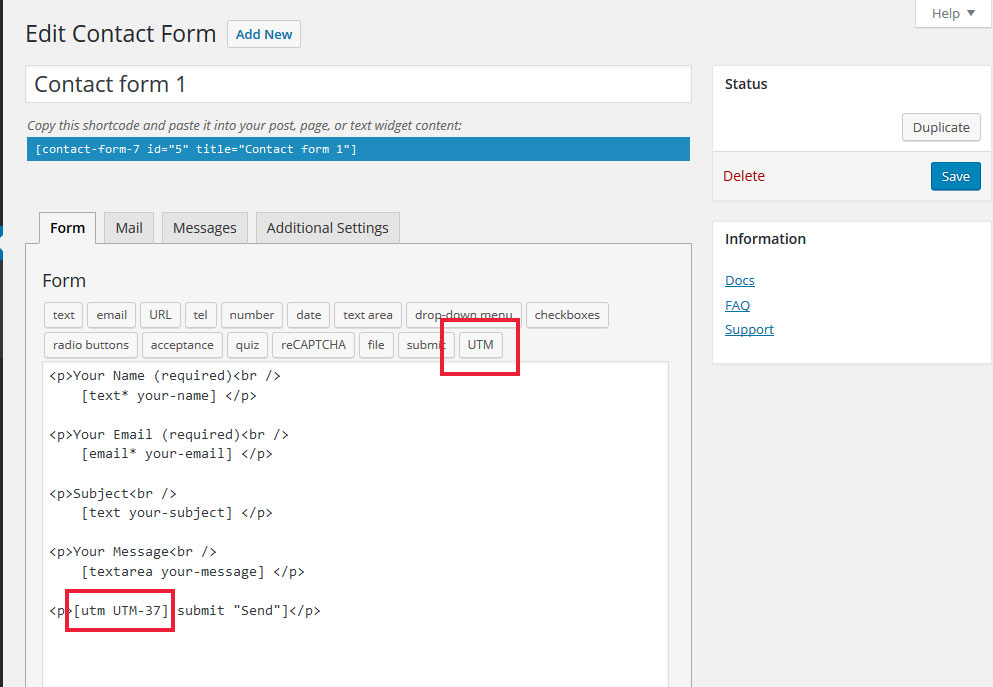 Help
Edit Contact Form Add New
Contact form 1
Copy this shortcode and paste it into your post, page, or text widget content:
[contact-form-7 id="5" title="Contact form 1"]
Status
Duplicate
Delete Save
Information
Docs
FAQ
Support
Form Mail Messages Additional Settings
Form
text email URL tel number date text area drop-down menu checkboxes
radio buttons acceptance quiz reCAPTCHA file submit UTM
<p>Your Name (required)<br />
[text* your-name] </p>
<p>Your Email (required)<br />
[email* your-email] </p>
<p>Subject<br />
[text your-subject] </p>
<p>Your Message<br />
[textarea your-message] </p>
<p>[utm UTM-37] submit "Send"]</p>